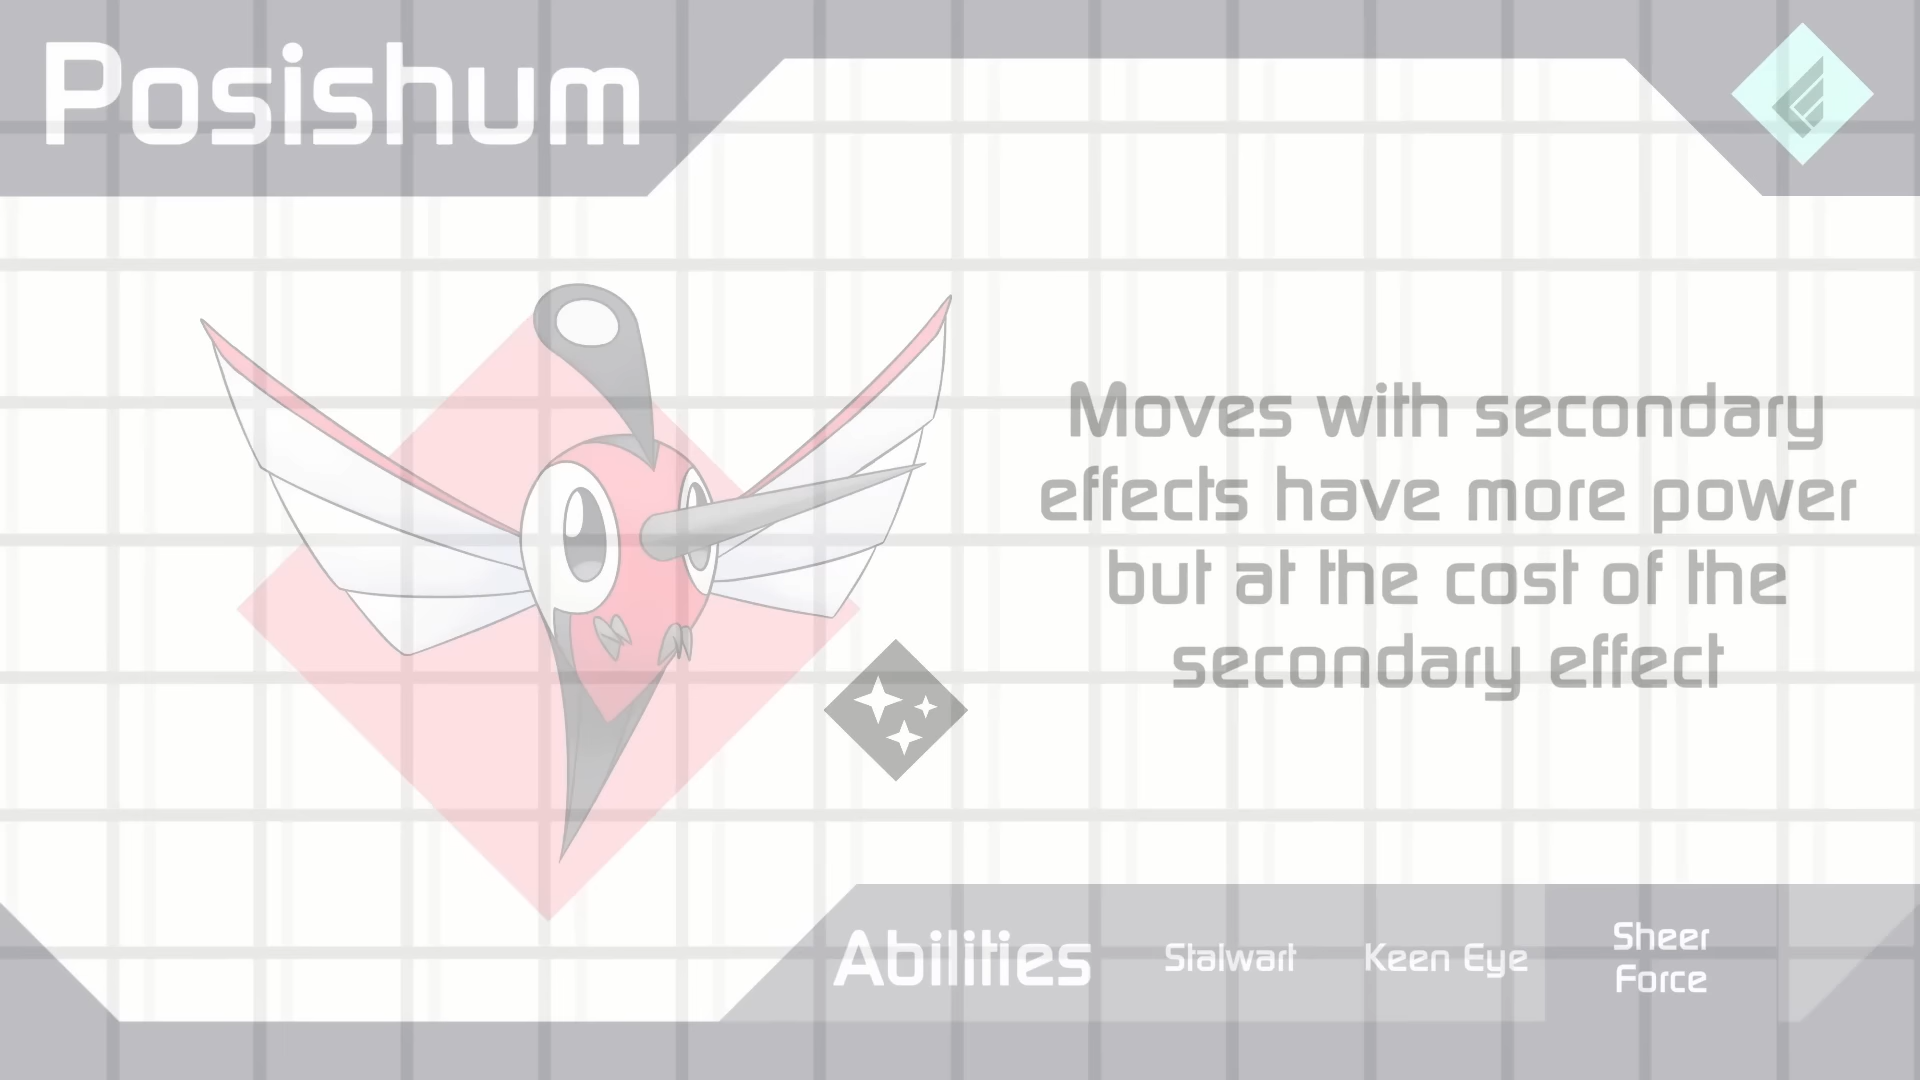 Posishum
Moves with secondary
effects have more power
but at the cost of the
secondary effect
Abilities
Stalwart
Keen Eye
Sheer
Force